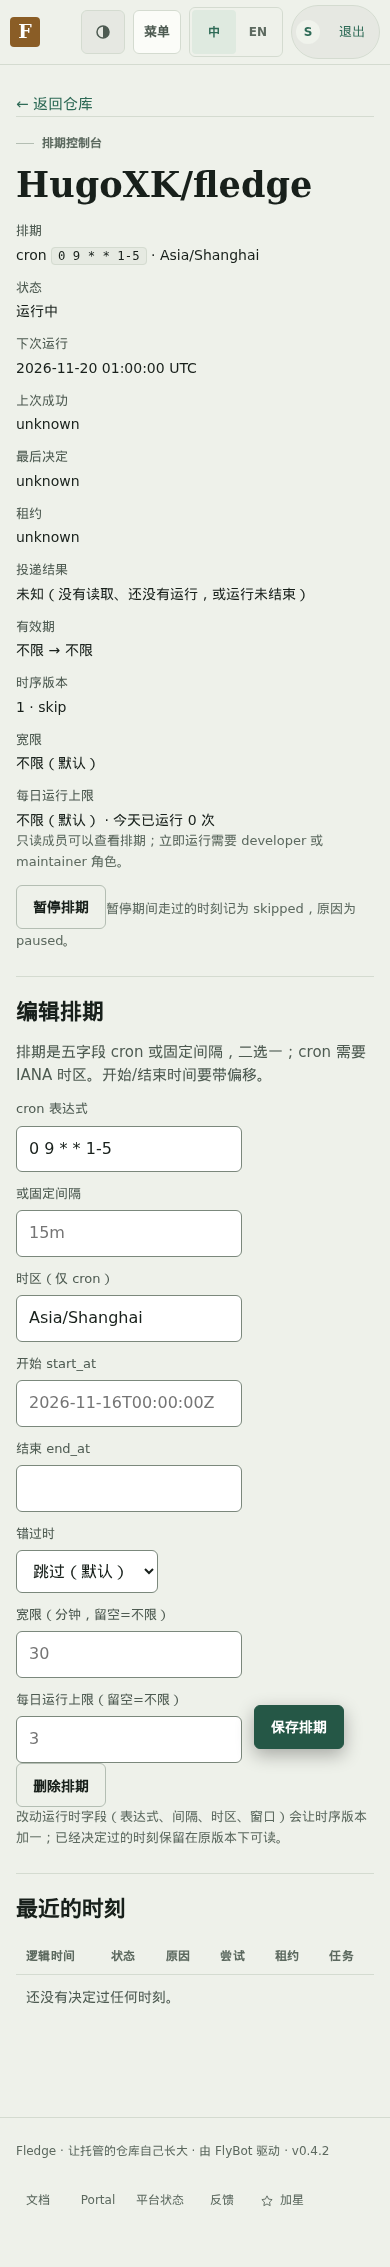 F 菜单 中 EN S 退出
← 返回仓库
排期控制台
HugoXK/fledge
排期
cron 0 9 * * 1-5 · Asia/Shanghai
状态
运行中
下次运行
2026-11-20 01:00:00 UTC
上次成功
unknown
最后决定
unknown
租约
unknown
投递结果
未知（没有读取、还没有运行，或运行未结束）
有效期
不限 → 不限
时序版本
1 · skip
宽限
不限（默认）
每日运行上限
不限（默认） · 今天已运行 0 次
只读成员可以查看排期；立即运行需要 developer 或
maintainer 角色。
暂停排期 暂停期间走过的时刻记为 skipped，原因为
paused。
编辑排期
排期是五字段 cron 或固定间隔，二选一；cron 需要
IANA 时区。开始/结束时间要带偏移。
cron 表达式
0 9 * * 1-5
或固定间隔
15m
时区（仅 cron）
Asia/Shanghai
开始 start_at
2026-11-16T00:00:00Z
结束 end_at
错过时
跳过（默认）
宽限（分钟，留空=不限）
30
每日运行上限（留空=不限）
3 保存排期
删除排期
改动运行时字段（表达式、间隔、时区、窗口）会让时序版本
加一；已经决定过的时刻保留在原版本下可读。
最近的时刻
逻辑时间 状态 原因 尝试 租约 任务
还没有决定过任何时刻。
Fledge · 让托管的仓库自己长大 · 由 FlyBot 驱动 · v0.4.2
文档 Portal 平台状态 反馈 加星